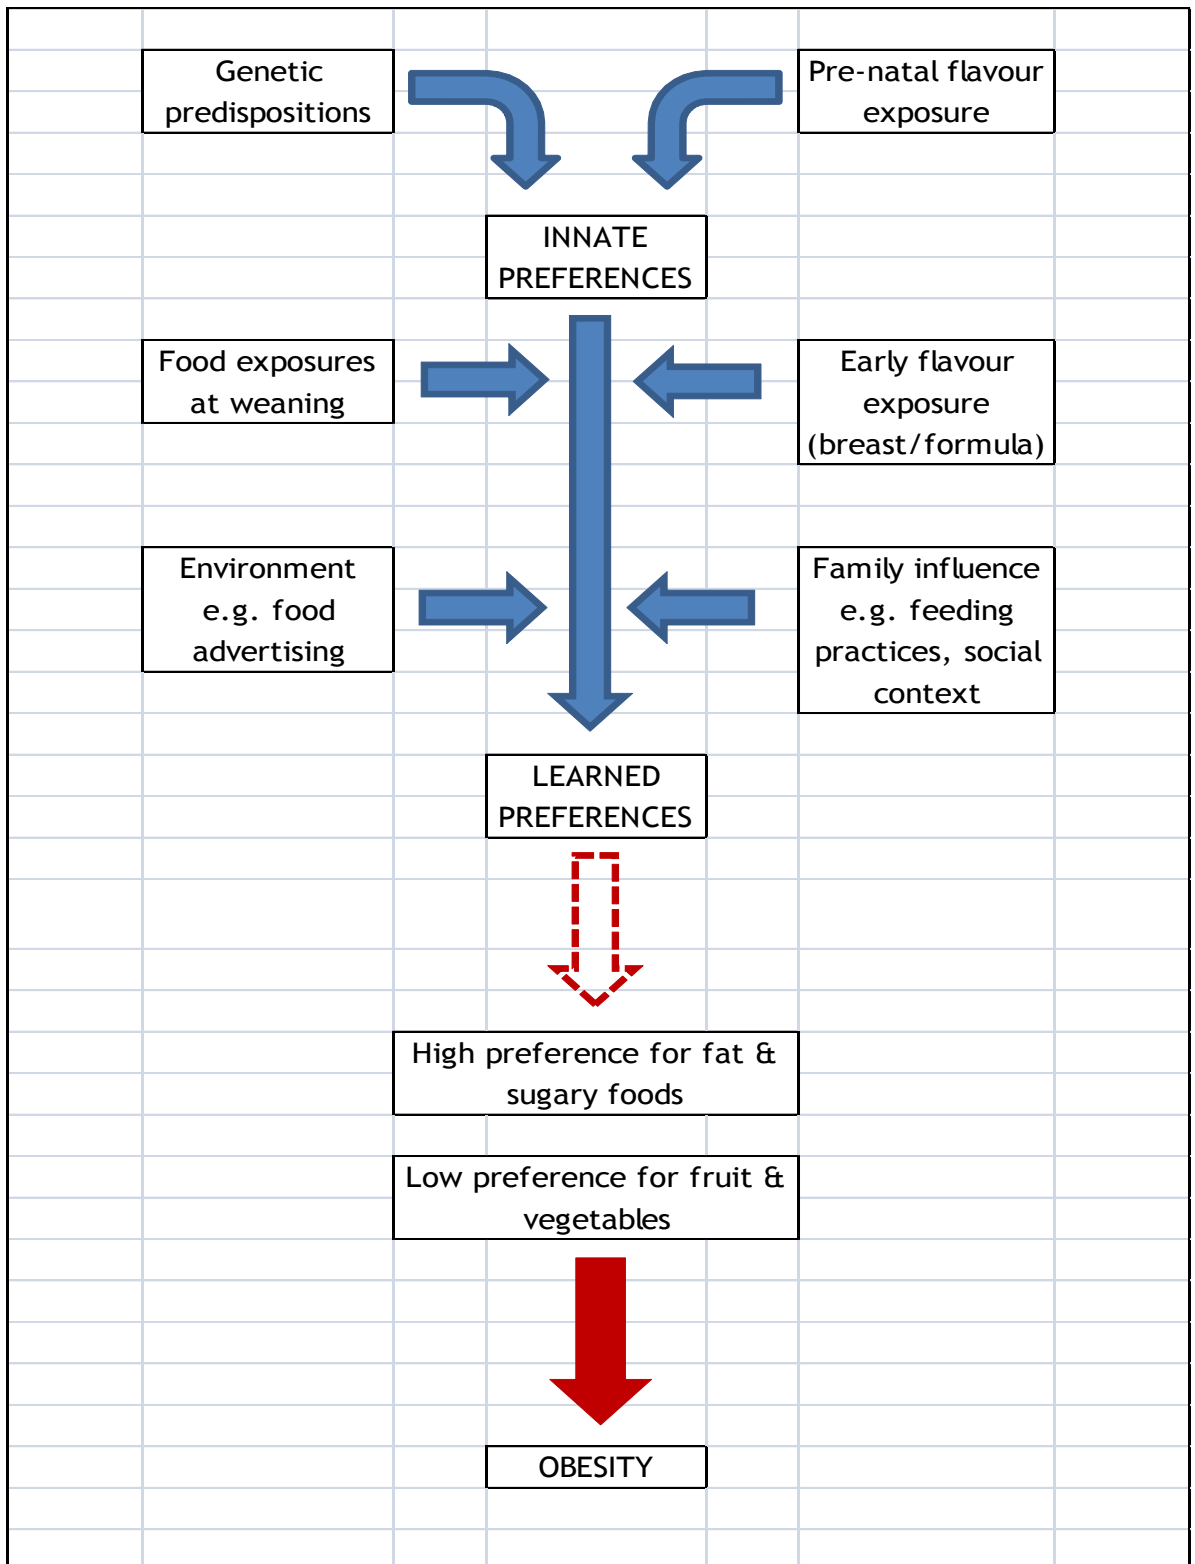 Genetic
predispositions
Pre-natal flavour
exposure
INNATE
PREFERENCES
Food exposures
at weaning
Early flavour
exposure
(breast/formula)
Environment
e.g. food
advertising
Family influence
e.g. feeding
practices, social
context
LEARNED
PREFERENCES
High preference for fat &
sugary foods
Low preference for fruit &
vegetables
OBESITY